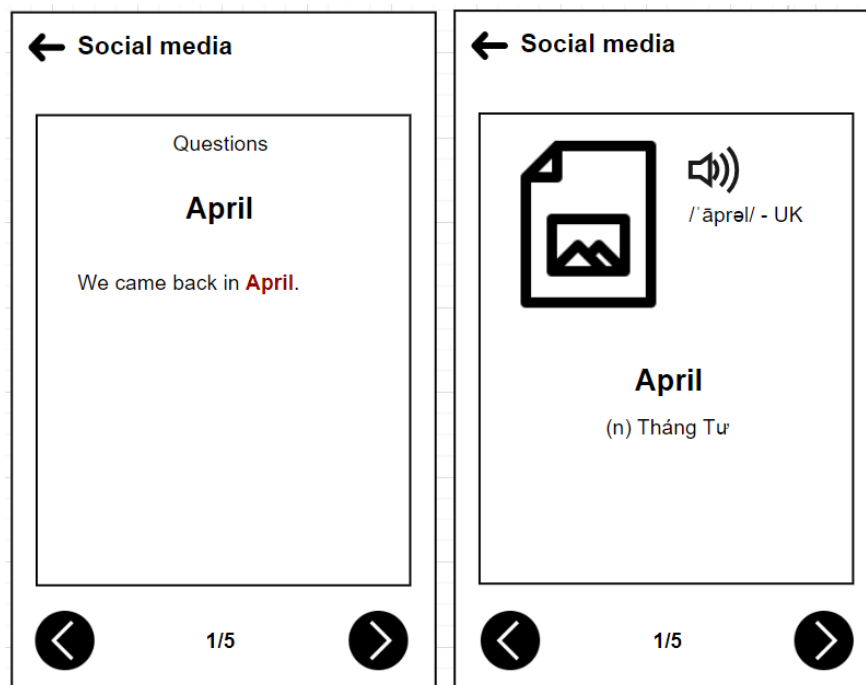 Social media
Questions
April
We came back in April.
1/5
Social media
/ˈāprəl/ - UK
April
(n) Tháng Tư
1/5